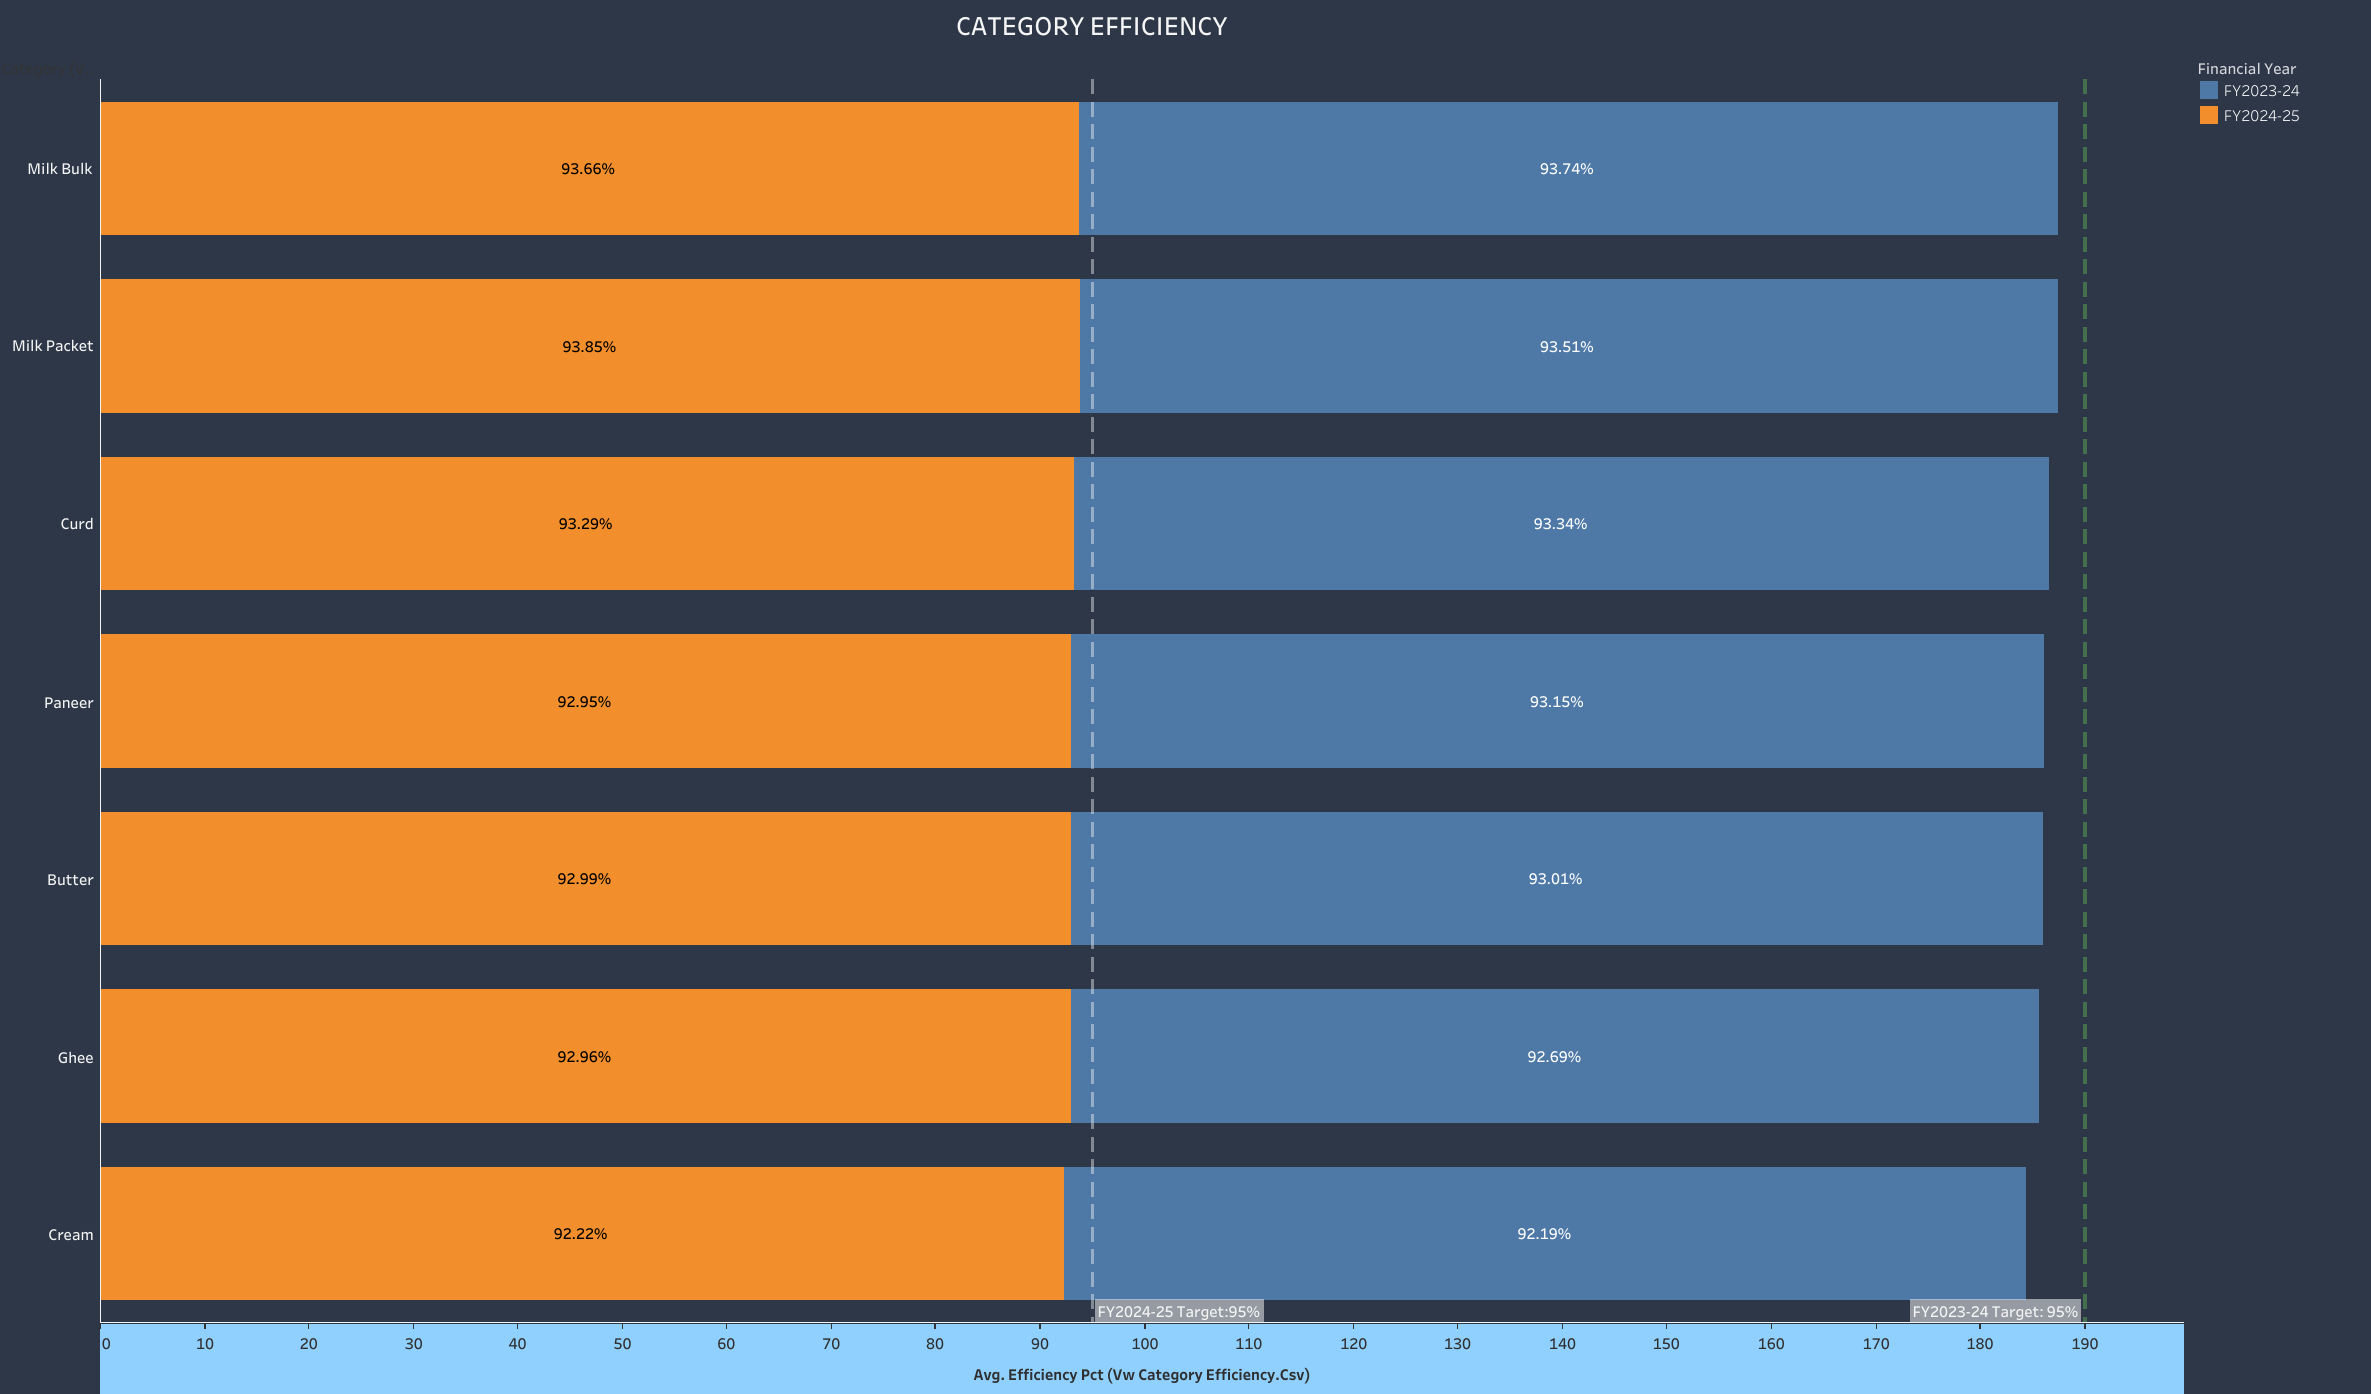 CATEGORY EFFICIENCY
Financial Year
FY2023-24
FY2024-25
Milk Bulk
93.66%
93.74%
Milk Packet
93.85%
93.51%
Curd
93.29%
93.34%
Paneer
92.95%
93.15%
Butter
92.99%
93.01%
Ghee
92.96%
92.69%
Cream
92.22%
92.19%
FY2024-25 Target:95%
FY2023-24 Target: 95%
0 10 20 30 40 50 60 70 80 90 100 110 120 130 140 150 160 170 180 190
Avg. Efficiency Pct (Vw Category Efficiency.Csv)